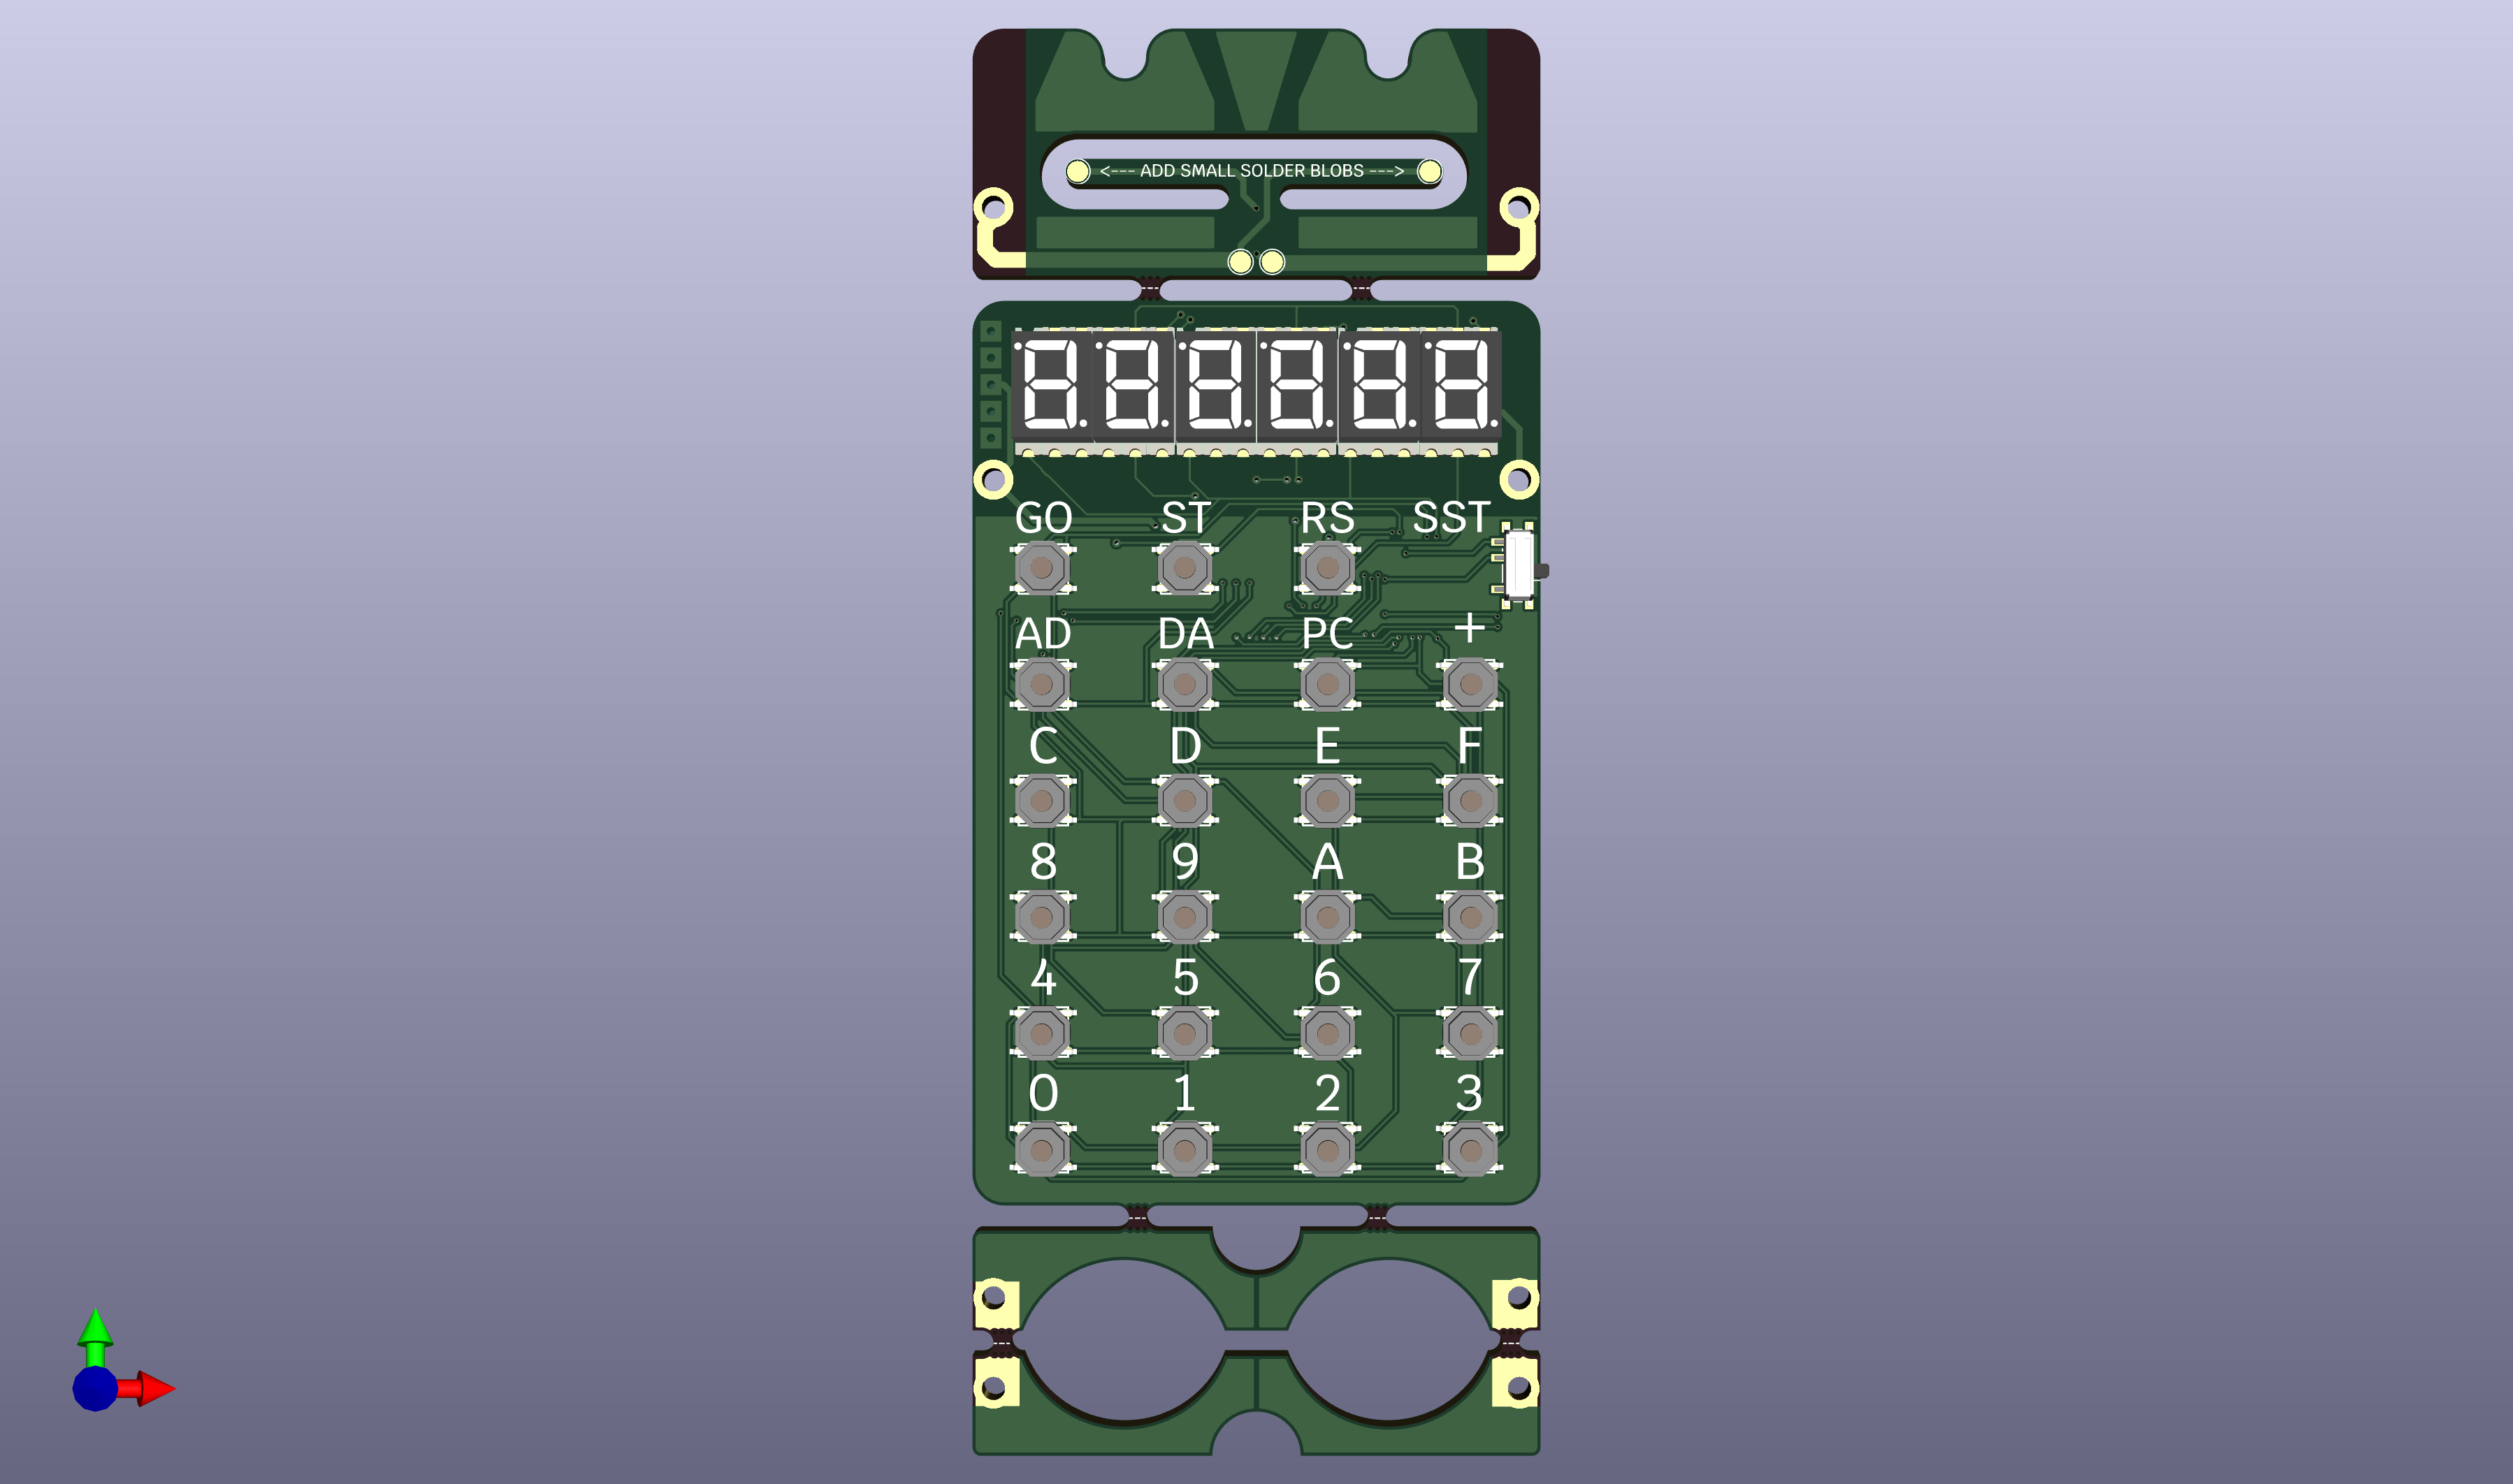 <--- ADD SMALL SOLDER BLOBS --->
GO ST RS SST
AD DA PC +
C D E F
8 9 A B
4 5 6 7
0 1 2 3